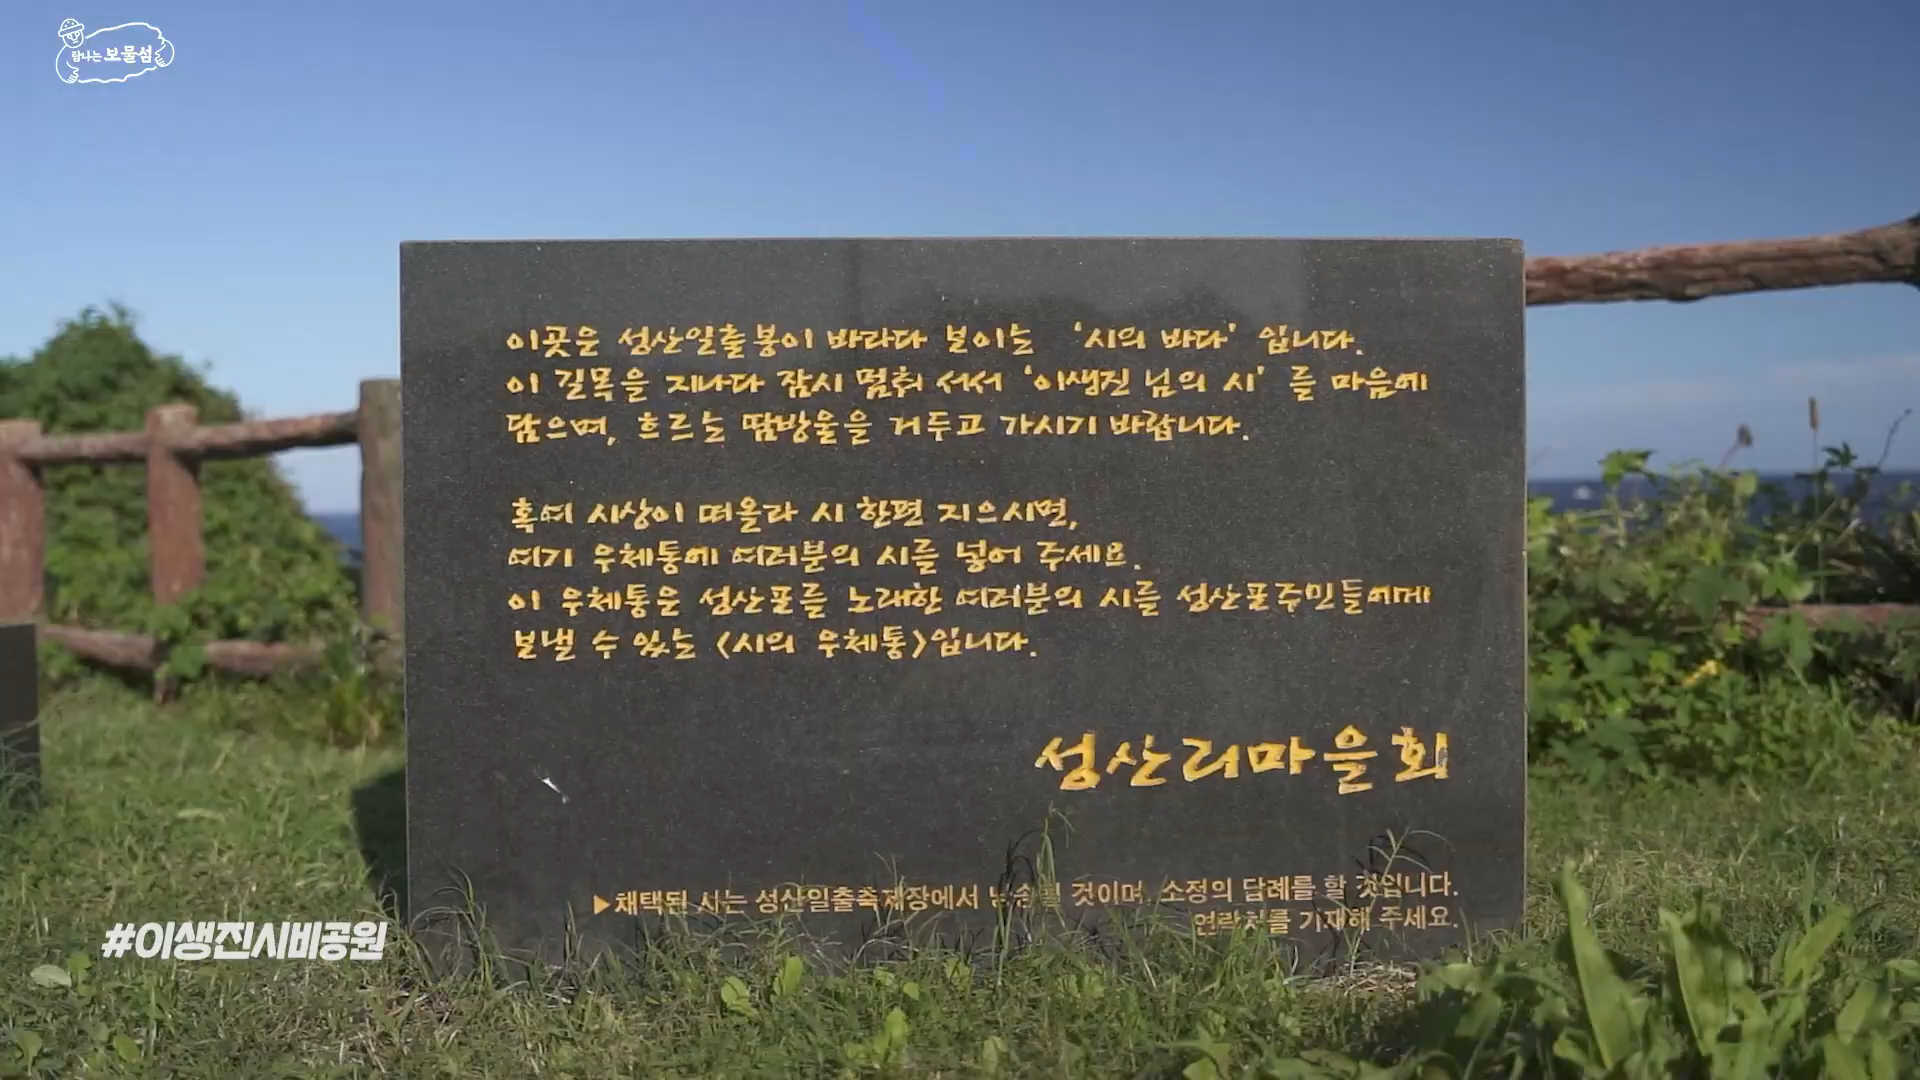 탐나는 보물섬
이곳은 성산일출봉이 바라다 보이는 '시의 바다' 입니다.
이 길목을 지나다 잠시 멈춰 서서 '이생진 님의 시' 를 마음에
담으며, 흐르는 땀방울을 거두고 가시기 바랍니다.
혹여 시상이 떠올라 시 한편 지으시면,
여기 우체통에 여러분의 시를 넣어 주세요.
이 우체통은 성산포를 노래한 여러분의 시를 성산포주민들에게
보낼 수 있는 <시의 우체통>입니다.
성산리마을회
▶채택된 시는 성산일출축제장에서 것이며, 소정의 답례를 할 것입니다.
연락처를 기재해 주세요.
#이생진시비공원